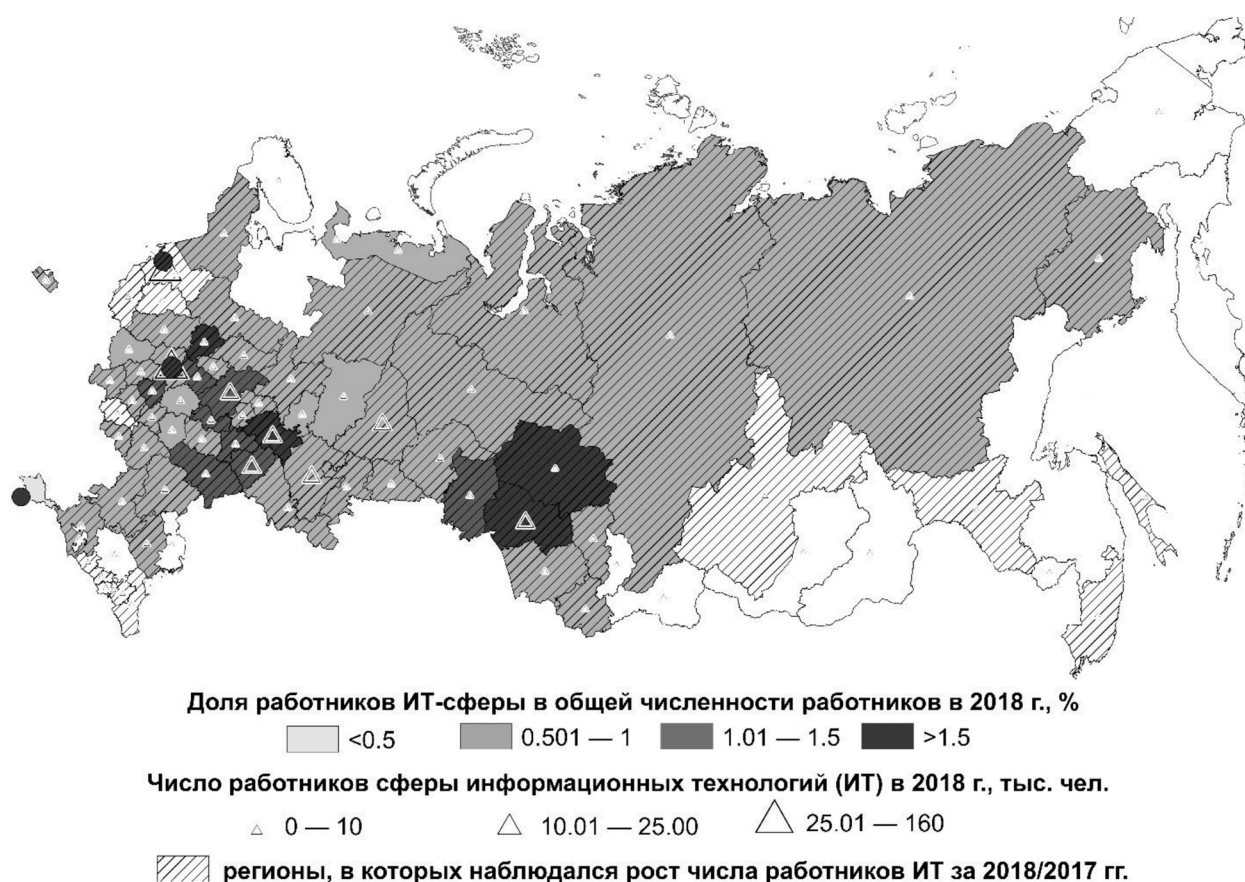 Доля работников ИТ-сферы в общей численности работников в 2018 г., %
<0.5 0.501 — 1 1.01 — 1.5 >1.5
Число работников сферы информационных технологий (ИТ) в 2018 г., тыс. чел.
0 — 10 10.01 — 25.00 25.01 — 160
регионы, в которых наблюдался рост числа работников ИТ за 2018/2017 гг.